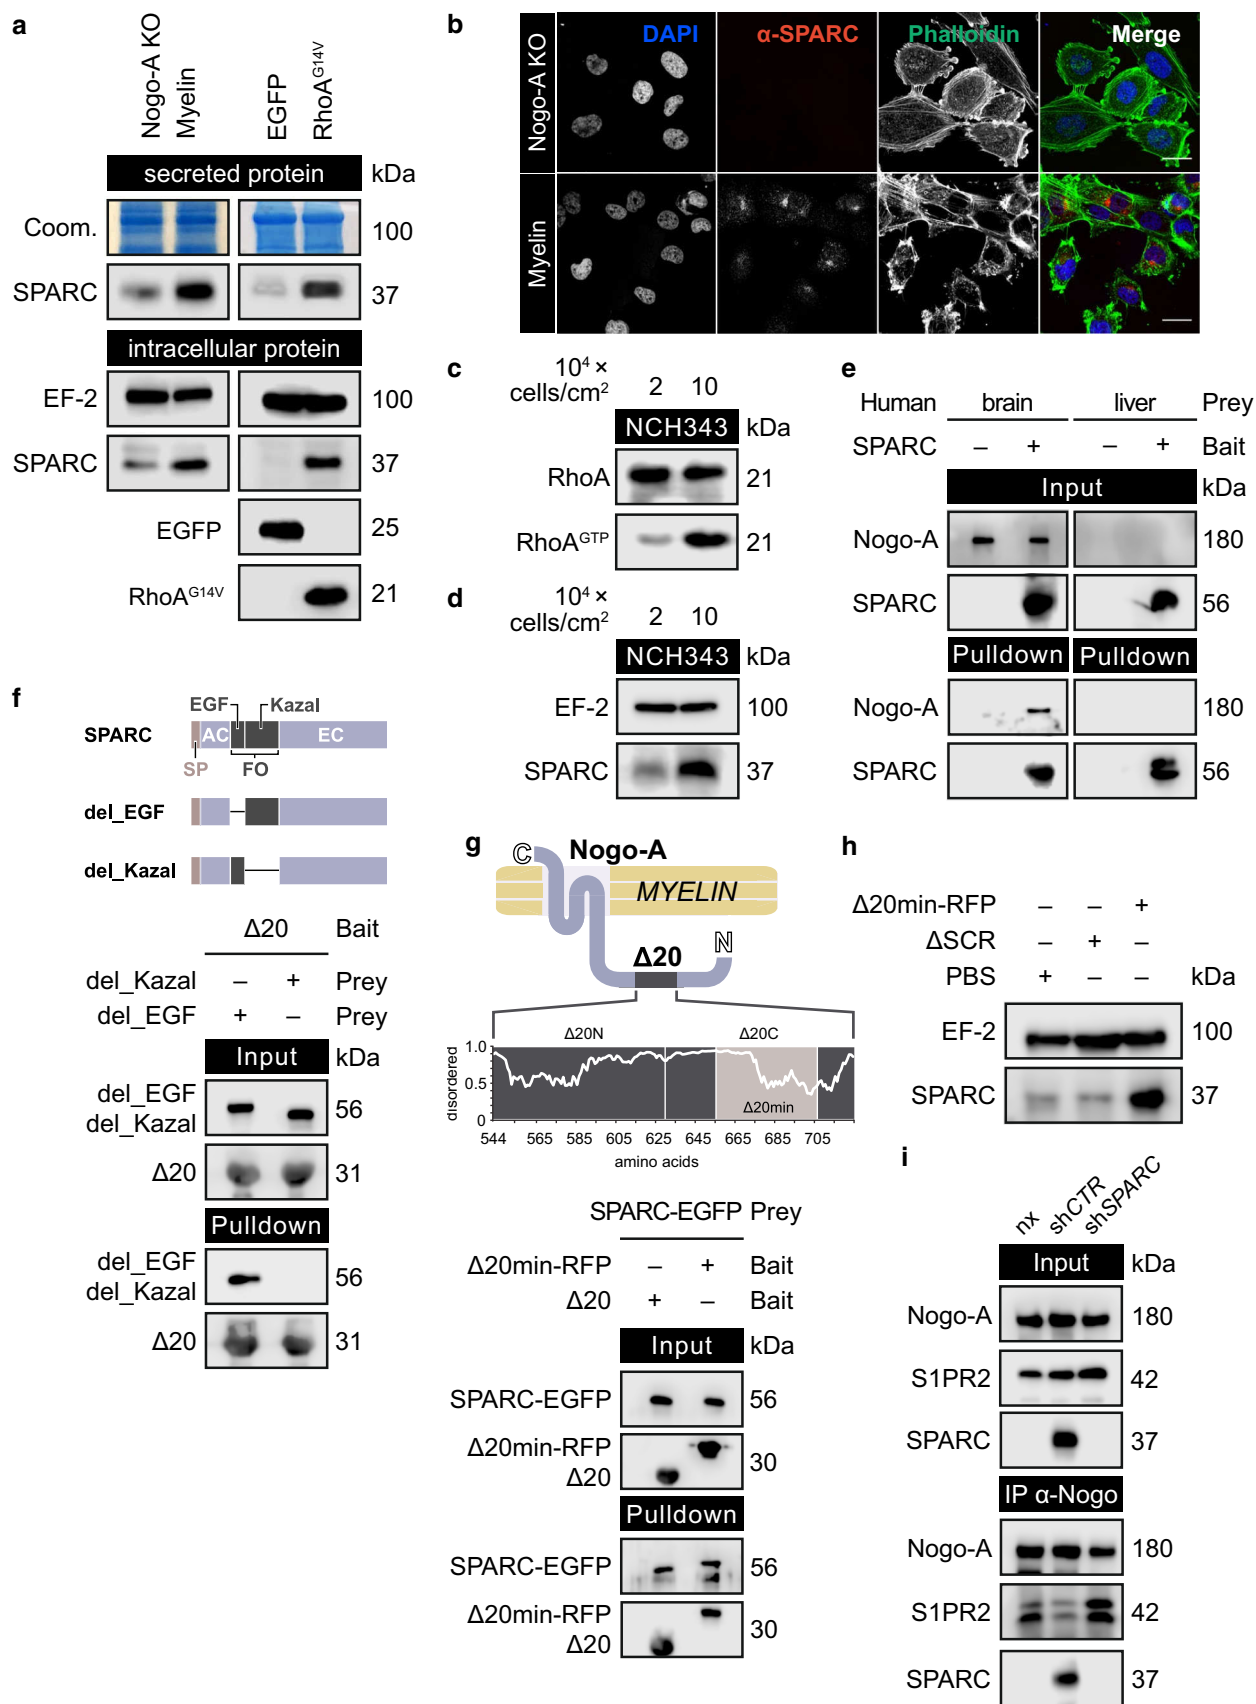 a
Nogo-A KO
Myelin
EGFP
RhoA^G14V
secreted protein
kDa
Coom.
100
SPARC
37
intracellular protein
EF-2
100
SPARC
37
EGFP
25
RhoA^G14V
21
b
DAPI
α-SPARC
Phalloidin
Merge
Nogo-A KO
Myelin
c
10^4 ×
cells/cm^2
2 10
NCH343 kDa
RhoA
21
RhoA^GTP
21
d
10^4 ×
cells/cm^2
2 10
NCH343 kDa
EF-2
100
SPARC
37
e
Human brain liver Prey
SPARC – + – + Bait
Input kDa
Nogo-A
180
SPARC
56
Pulldown Pulldown
Nogo-A
180
SPARC
56
f
EGF Kazal
SPARC AC EC
SP FO
del_EGF
del_Kazal
Δ20 Bait
del_Kazal – + Prey
del_EGF + – Prey
Input kDa
del_EGF
del_Kazal
56
Δ20
31
Pulldown
del_EGF
del_Kazal
56
Δ20
31
g
C Nogo-A
MYELIN
Δ20 N
Δ20N Δ20C
disordered
1.0
0.5
0
Δ20min
544 565 585 605 625 645 665 685 705
amino acids
SPARC-EGFP Prey
Δ20min-RFP – + Bait
Δ20 + – Bait
Input kDa
SPARC-EGFP
56
Δ20min-RFP
Δ20
30
Pulldown
SPARC-EGFP
56
Δ20min-RFP
Δ20
30
h
Δ20min-RFP – – +
ΔSCR – + –
PBS + – – kDa
EF-2
100
SPARC
37
i
nx
shCTR
shSPARC
Input kDa
Nogo-A
180
S1PR2
42
SPARC
37
IP α-Nogo
Nogo-A
180
S1PR2
42
SPARC
37